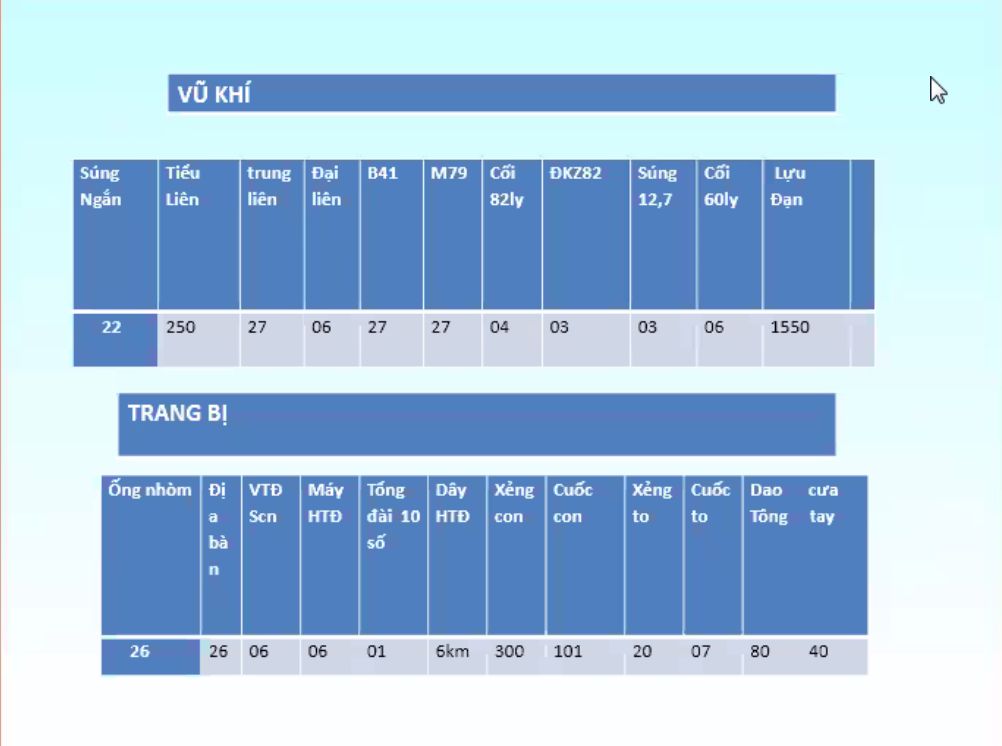 VŨ KHÍ
Súng Ngắn Tiểu Liên trung liên Đại liên B41 M79 Cối 82ly ĐKZ82 Súng 12,7 Cối 60ly Lựu Đạn
22 250 27 06 27 27 04 03 03 06 1550
TRANG BỊ
Ống nhòm Địa bàn VTĐ Scn Máy HTĐ Tổng đài 10 số Dây HTĐ Xẻng con Cuốc con Xẻng to Cuốc to Dao Tông cưa tay
26 26 06 06 01 6km 300 101 20 07 80 40